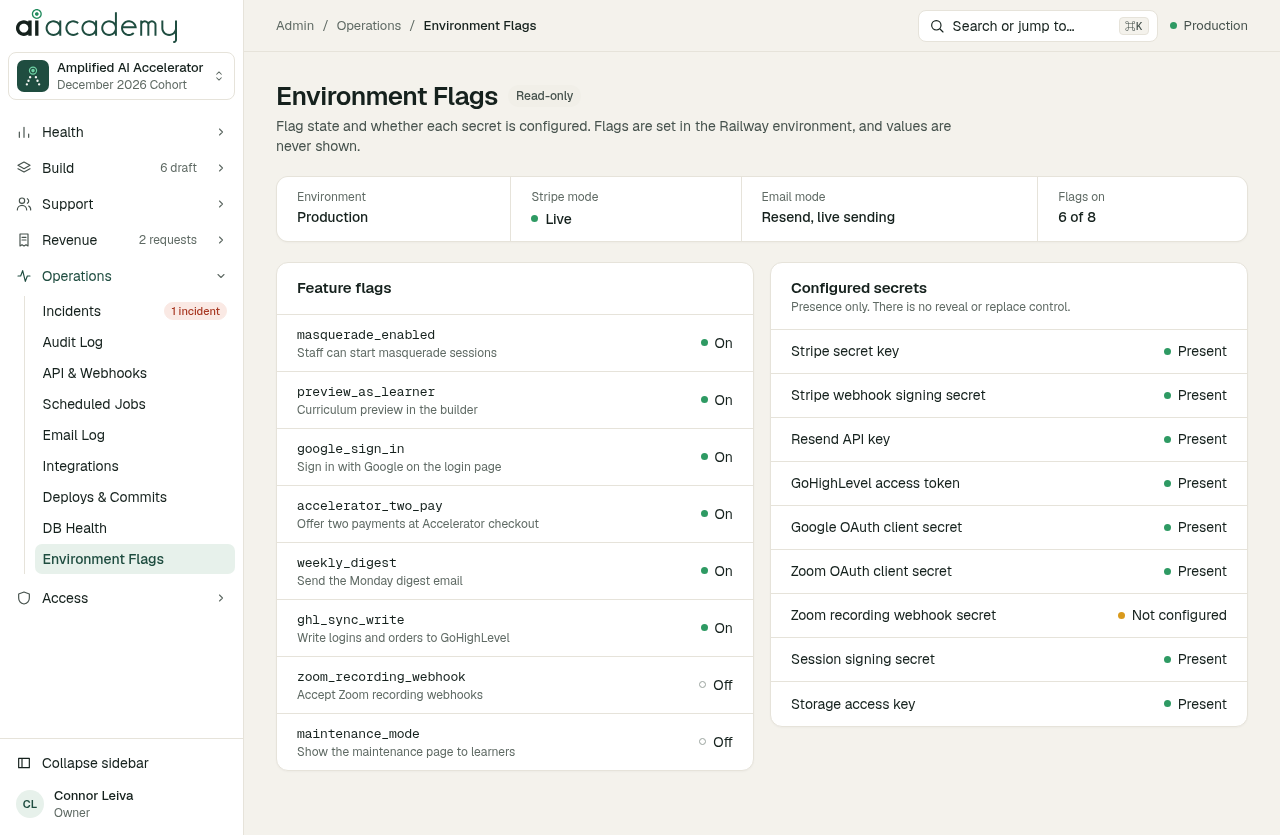 ai academy
Amplified AI Accelerator
December 2026 Cohort
Health
Build 6 draft
Support
Revenue 2 requests
Operations
Incidents 1 incident
Audit Log
API & Webhooks
Scheduled Jobs
Email Log
Integrations
Deploys & Commits
DB Health
Environment Flags
Access
Collapse sidebar
CL
Connor Leiva
Owner
Admin / Operations / Environment Flags
Search or jump to… ⌘K
Production
Environment Flags Read-only
Flag state and whether each secret is configured. Flags are set in the Railway environment, and values are
never shown.
Environment
Production
Stripe mode
Live
Email mode
Resend, live sending
Flags on
6 of 8
Feature flags
masquerade_enabled
Staff can start masquerade sessions
On
preview_as_learner
Curriculum preview in the builder
On
google_sign_in
Sign in with Google on the login page
On
accelerator_two_pay
Offer two payments at Accelerator checkout
On
weekly_digest
Send the Monday digest email
On
ghl_sync_write
Write logins and orders to GoHighLevel
On
zoom_recording_webhook
Accept Zoom recording webhooks
Off
maintenance_mode
Show the maintenance page to learners
Off
Configured secrets
Presence only. There is no reveal or replace control.
Stripe secret key Present
Stripe webhook signing secret Present
Resend API key Present
GoHighLevel access token Present
Google OAuth client secret Present
Zoom OAuth client secret Present
Zoom recording webhook secret Not configured
Session signing secret Present
Storage access key Present